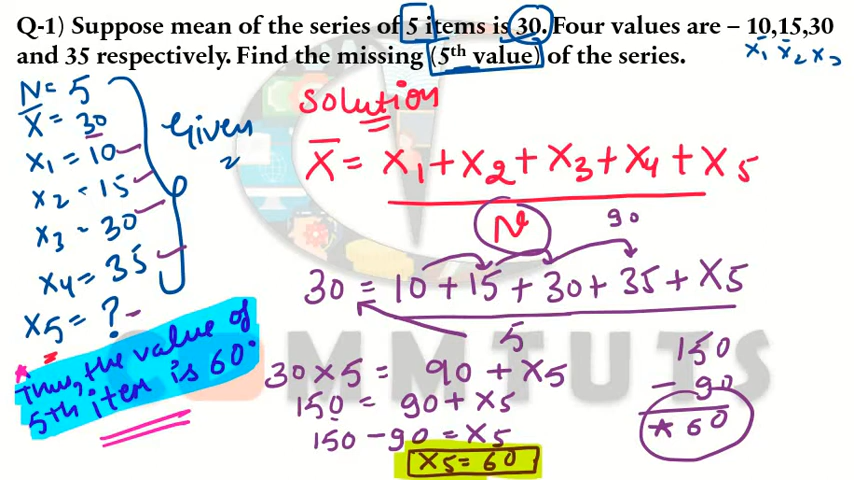 Q-1) Suppose mean of the series of 5 items is 30. Four values are – 10,15,30
and 35 respectively. Find the missing (5th value) of the series.
X1 X2 X3
N= 5
X̄ = 30
X1 = 10
X2 - 15
X3 - 30
X4 = 35
X5 = ?
Given
Thus, the value of
5th item is 60.
Solution
X̄ = X1+X2+X3+X4+X5
N
90
30 = 10+15+30+35+X5
5
30×5 = 90 + X5
150 = 90+X5
150-90 = X5
X5=60
150
- 90
* 60
COMMTUTS